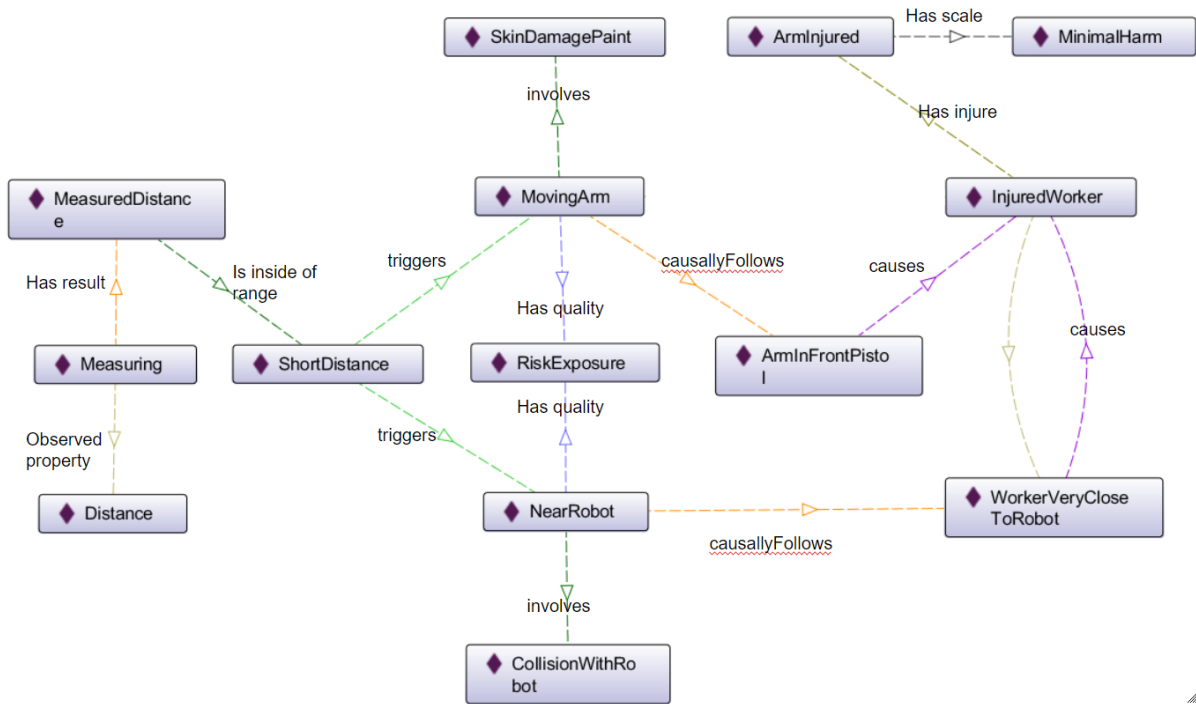 Has scale
SkinDamagePaint
ArmInjured
MinimalHarm
involves
Has injure
MeasuredDistanc
e
MovingArm
InjuredWorker
Is inside of
range
triggers
causallyFollows
causes
Has result
Has quality
causes
Measuring
ShortDistance
RiskExposure
ArmInFrontPisto
l
Has quality
Observed
property
triggers
Distance
NearRobot
WorkerVeryClose
ToRobot
causallyFollows
involves
CollisionWithRo
bot